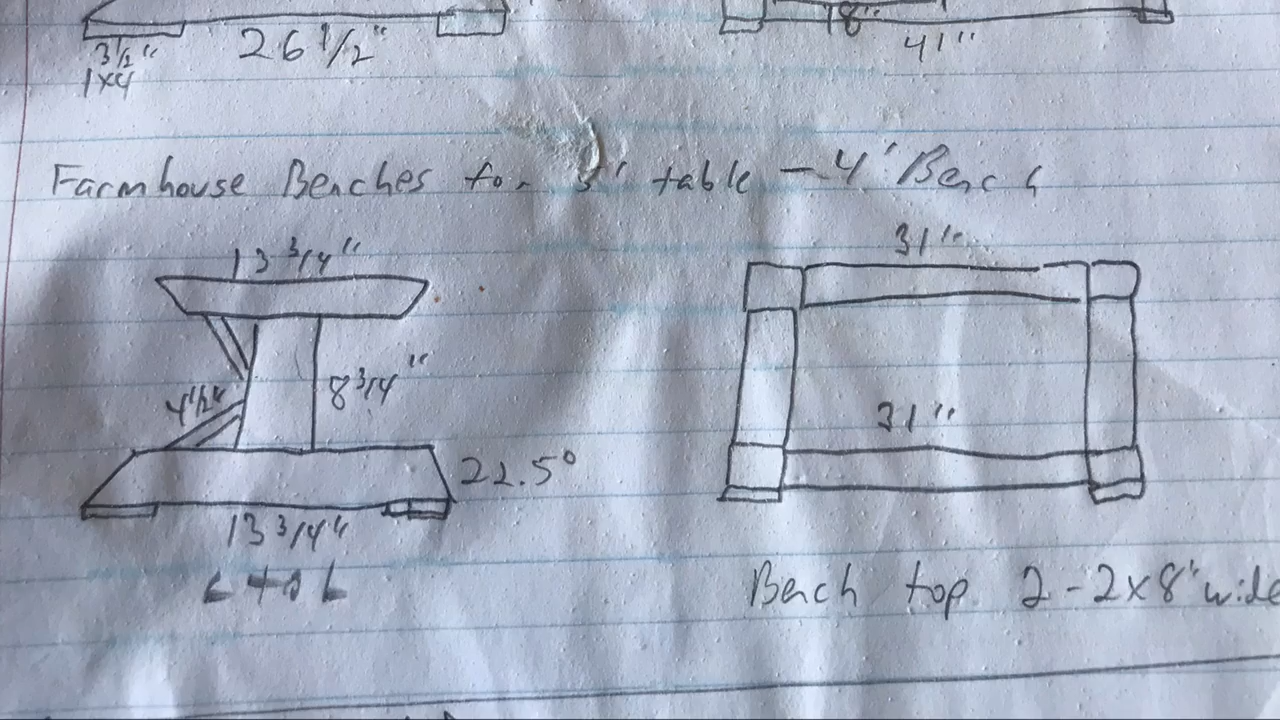 18"
3 1/2"
26 1/2"
41"
1x4
Farmhouse Benches for 5' table - 4' Bench
13 3/4"
31"
8 3/4"
4 1/2"
31"
22.5°
13 3/4"
L to L
Bench top 2-2x8" wide